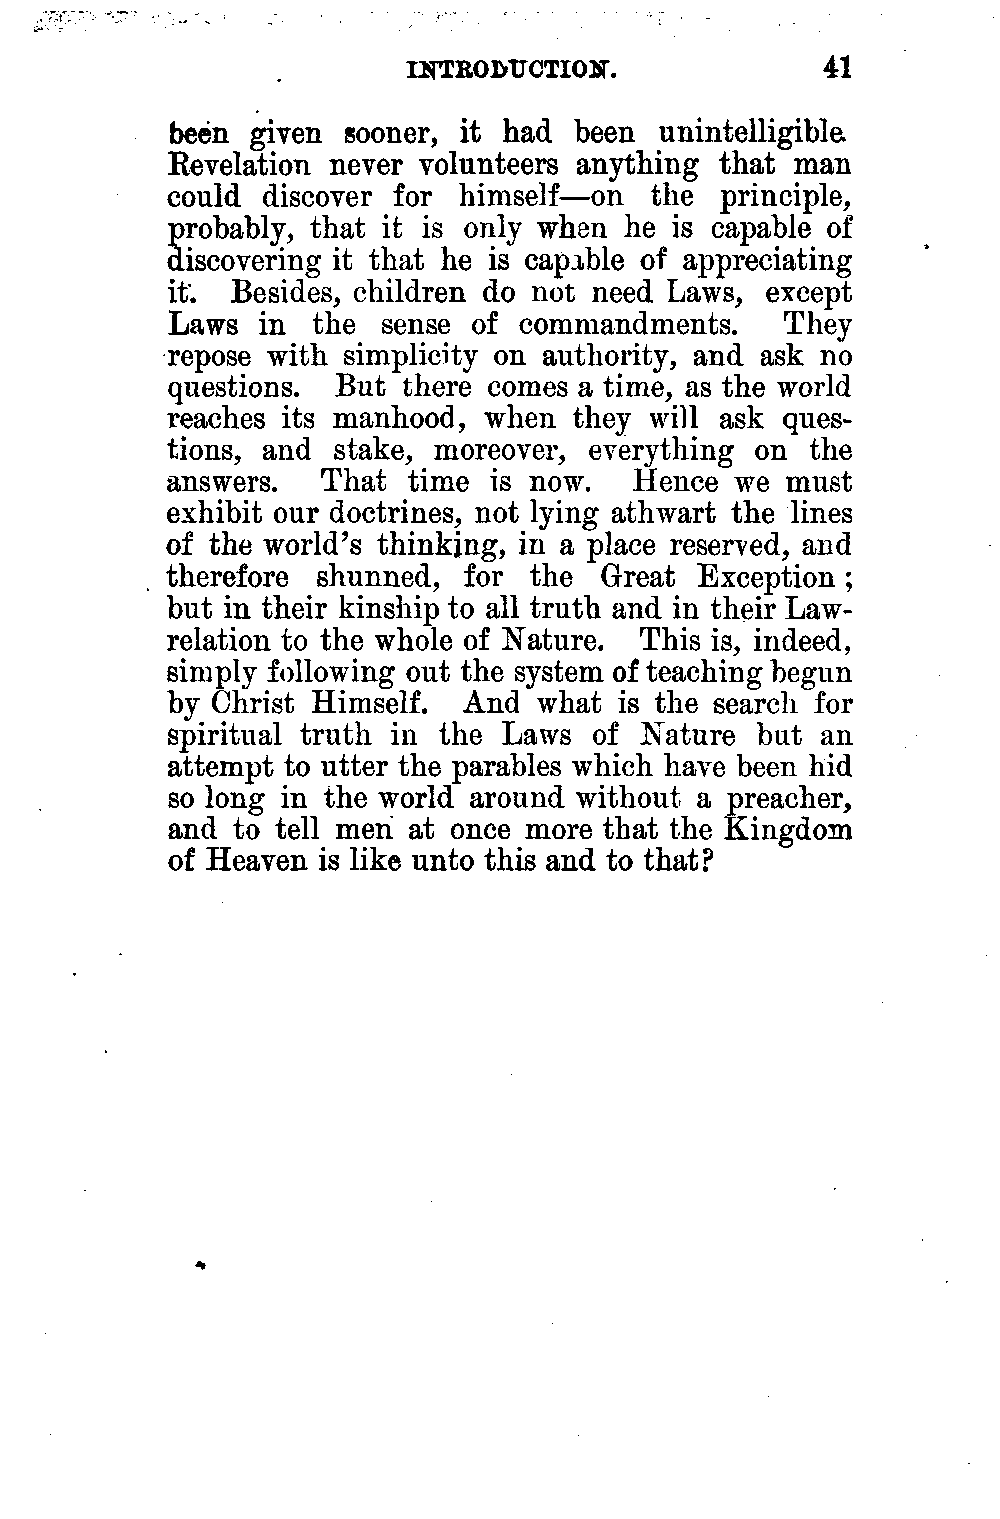 INTRODUCTION. 41
been given sooner, it had been unintelligible
Revelation never volunteers anything that man
could discover for himself—on the principle,
probably, that it is only when he is capable of
discovering it that he is capable of appreciating
it. Besides, children do not need Laws, except
Laws in the sense of commandments. They
repose with simplicity on authority, and ask no
questions. But there comes a time, as the world
reaches its manhood, when they will ask ques-
tions, and stake, moreover, everything on the
answers. That time is now. Hence we must
exhibit our doctrines, not lying athwart the lines
of the world's thinking, in a place reserved, and
therefore shunned, for the Great Exception ;
but in their kinship to all truth and in their Law-
relation to the whole of Nature. This is, indeed,
simply following out the system of teaching begun
by Christ Himself. And what is the search for
spiritual truth in the Laws of Nature but an
attempt to utter the parables which have been hid
so long in the world around without a preacher,
and to tell men at once more that the Kingdom
of Heaven is like unto this and to that?